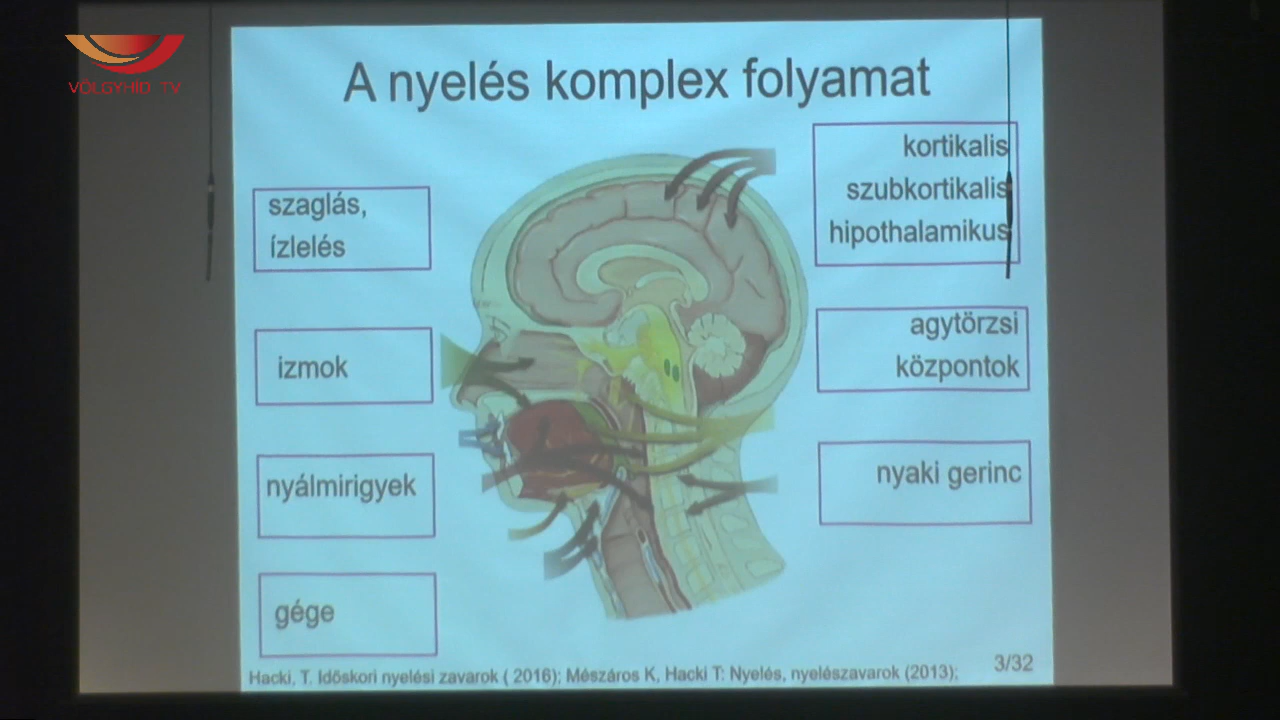 VÖLGYHÍD TV
A nyelés komplex folyamat
szaglás,
ízlelés
izmok
nyálmirigyek
gége
kortikalis
szubkortikalis
hipothalamikus
agytörzsi
központok
nyaki gerinc
Hacki, T. Időskori nyelési zavarok ( 2016); Mészáros K, Hacki T: Nyelés, nyelészavarok (2013);
3/32